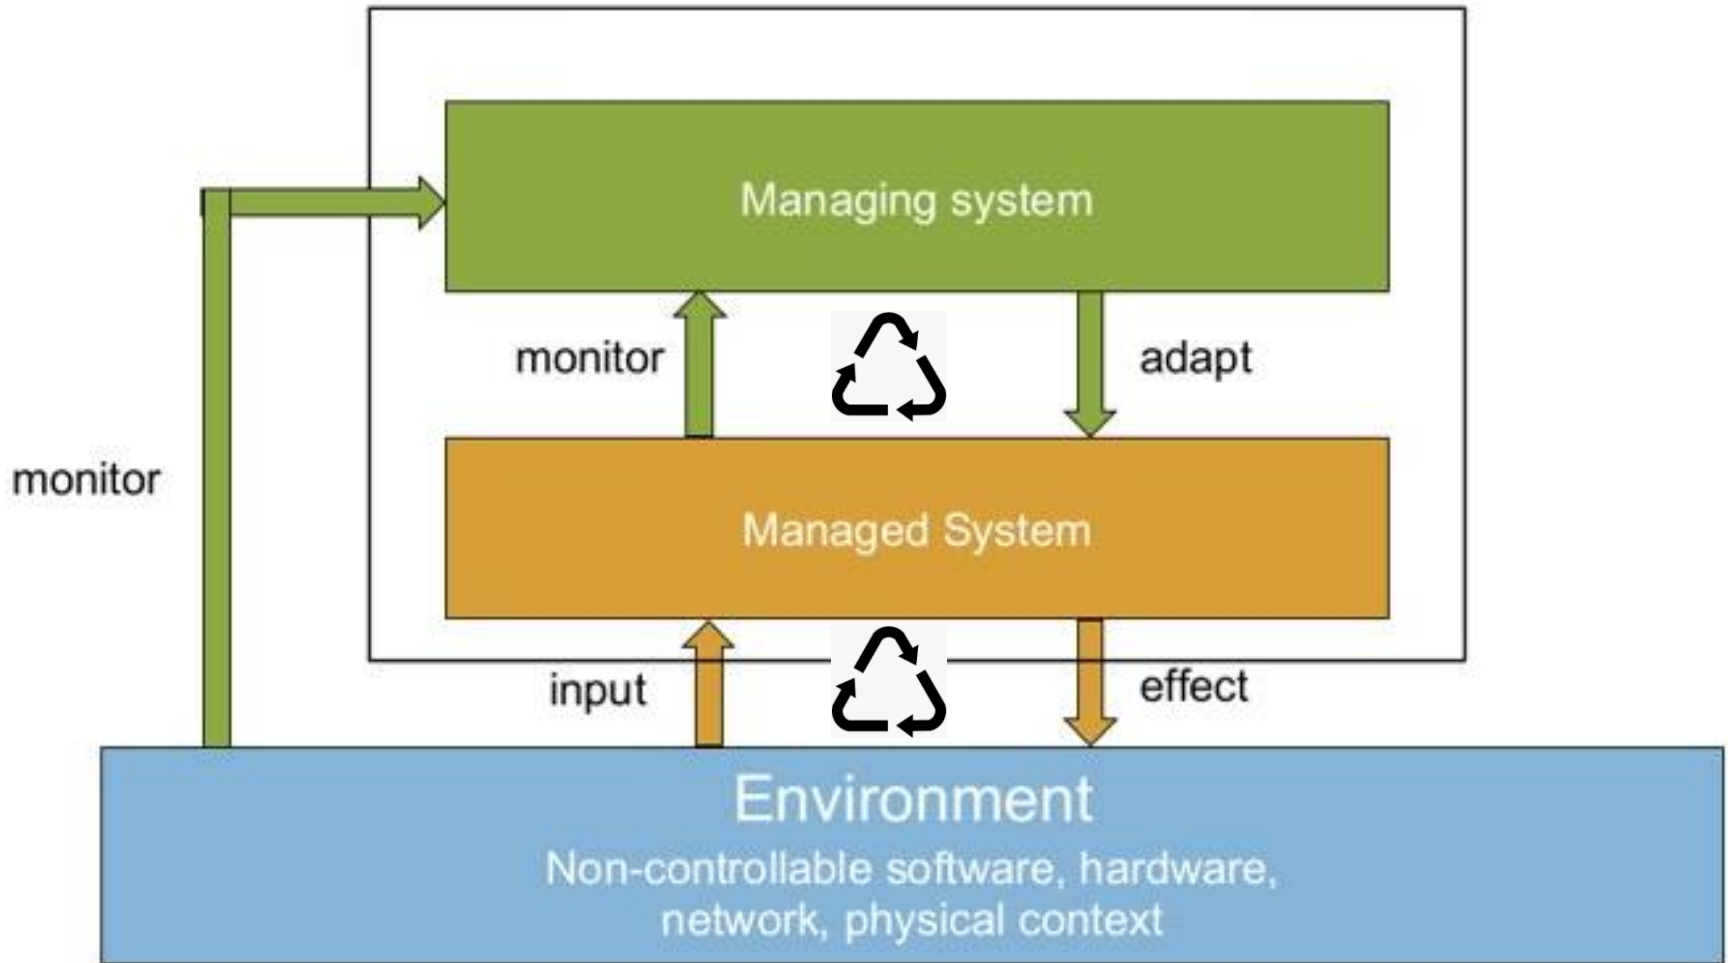 Managing system
monitor
adapt
monitor
Managed System
input
effect
Environment
Non-controllable software, hardware,
network, physical context